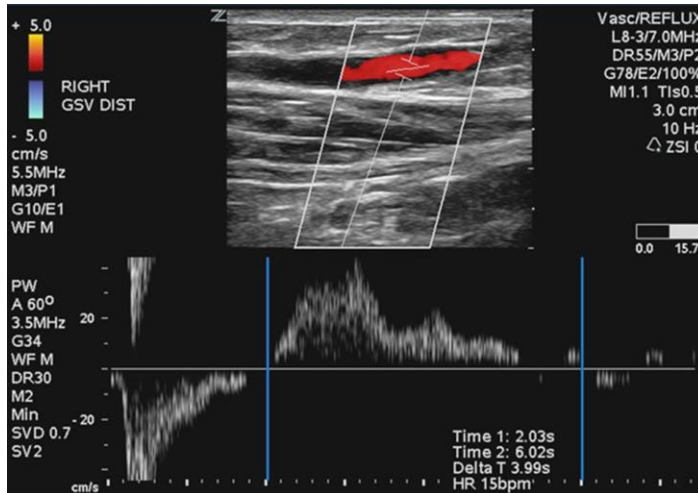 + 5.0
RIGHT
GSV DIST
- 5.0
cm/s
5.5MHz
M3/P1
G10/E1
WF M
Z
Vasc/REFLUX
L8-3/7.0MHz
DR55/M3/P2
G78/E2/100%
MI1.1 TIs0.5
3.0 cm
10 Hz
ZSI 0
0.0 15.7
PW
A 60°
3.5MHz
G34
WF M
DR30
M2
Min
SVD 0.7
SV2
20
- 20
cm/s
Time 1: 2.03s
Time 2: 6.02s
Delta T 3.99s
HR 15bpm